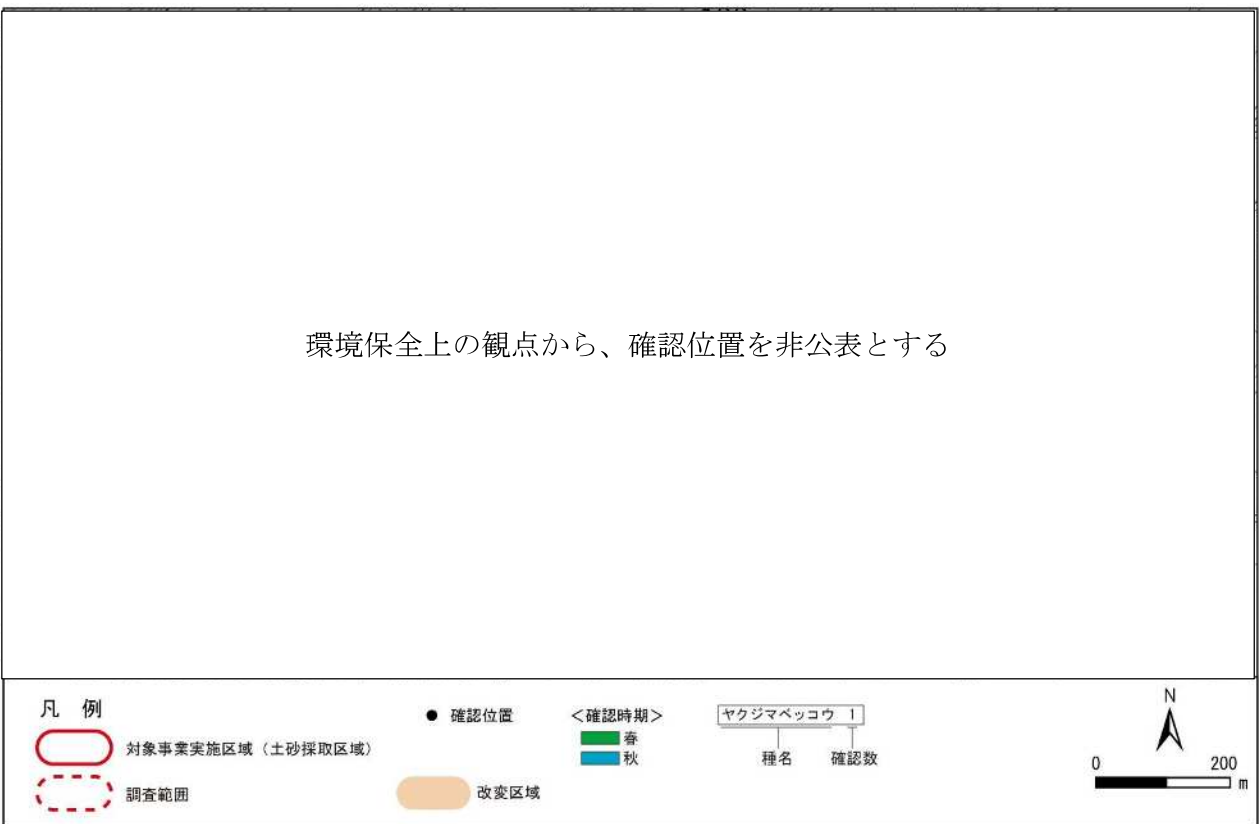 環境保全上の観点から、確認位置を非公表とする
凡 例
対象事業実施区域（土砂採取区域）
調査範囲
● 確認位置
改変区域
＜確認時期＞
春
秋
ヤクジマベッコウ 1
種名 確認数
N
0 200
m